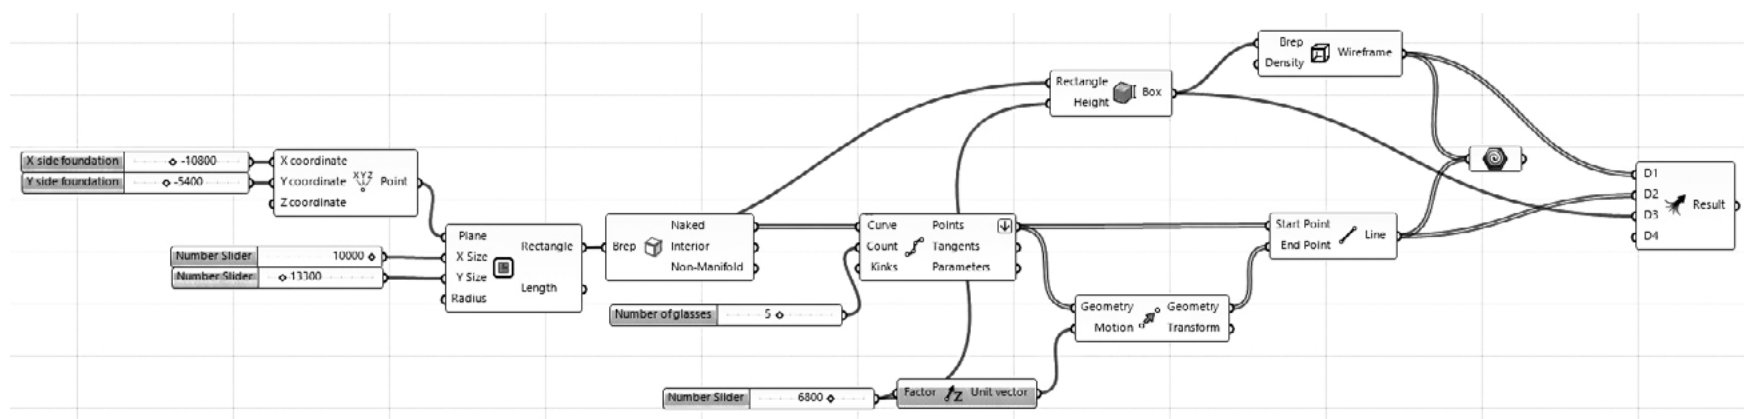 Brep
Wireframe
Density
Rectangle
Height
Box
X side foundation
-10800
Y side foundation
-5400
X coordinate
Y coordinate
Z coordinate
XYZ
Point
D1
D2
D3
D4
Result
Plane
X Size
Y Size
Radius
Rectangle
Length
Number Slider
10000
Number Slider
13300
Brep
Naked
Interior
Non-Manifold
Curve
Count
Kinks
Points
Tangents
Parameters
Start Point
End Point
Line
Number of glasses
5
Geometry
Motion
Geometry
Transform
Number Slider
6800
Factor
Z
Unit vector